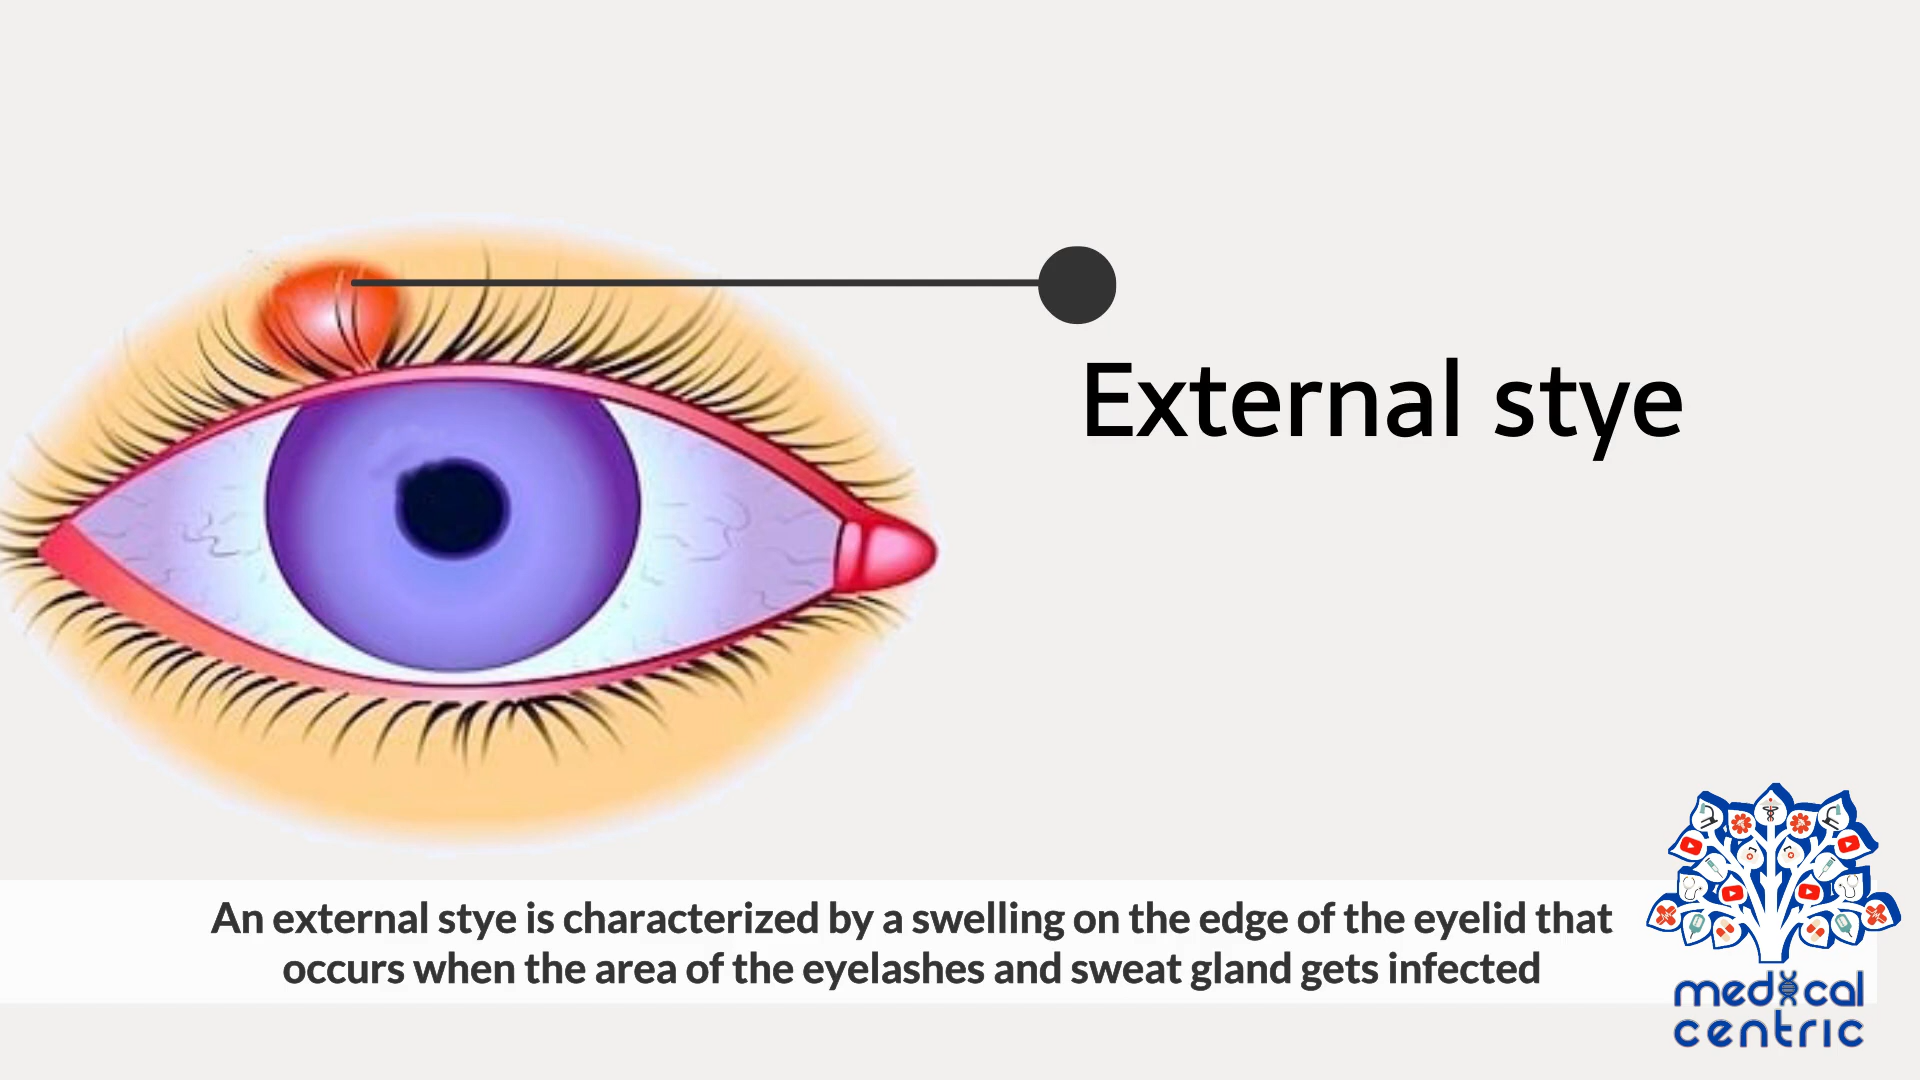 External stye
An external stye is characterized by a swelling on the edge of the eyelid that
occurs when the area of the eyelashes and sweat gland gets infected
medical
centric